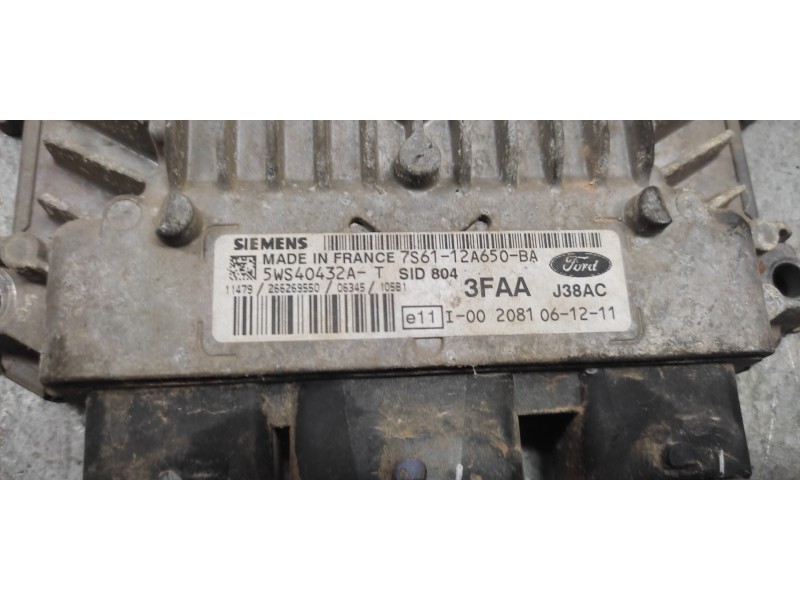 SIEMENS
MADE IN FRANCE 7S61-12A650-BA
5WS40432A-T SID 804
Ford
11479 / 266269550 / 06345 / 10561
3FAA J38AC
e11 I-00 2081 06-12-11